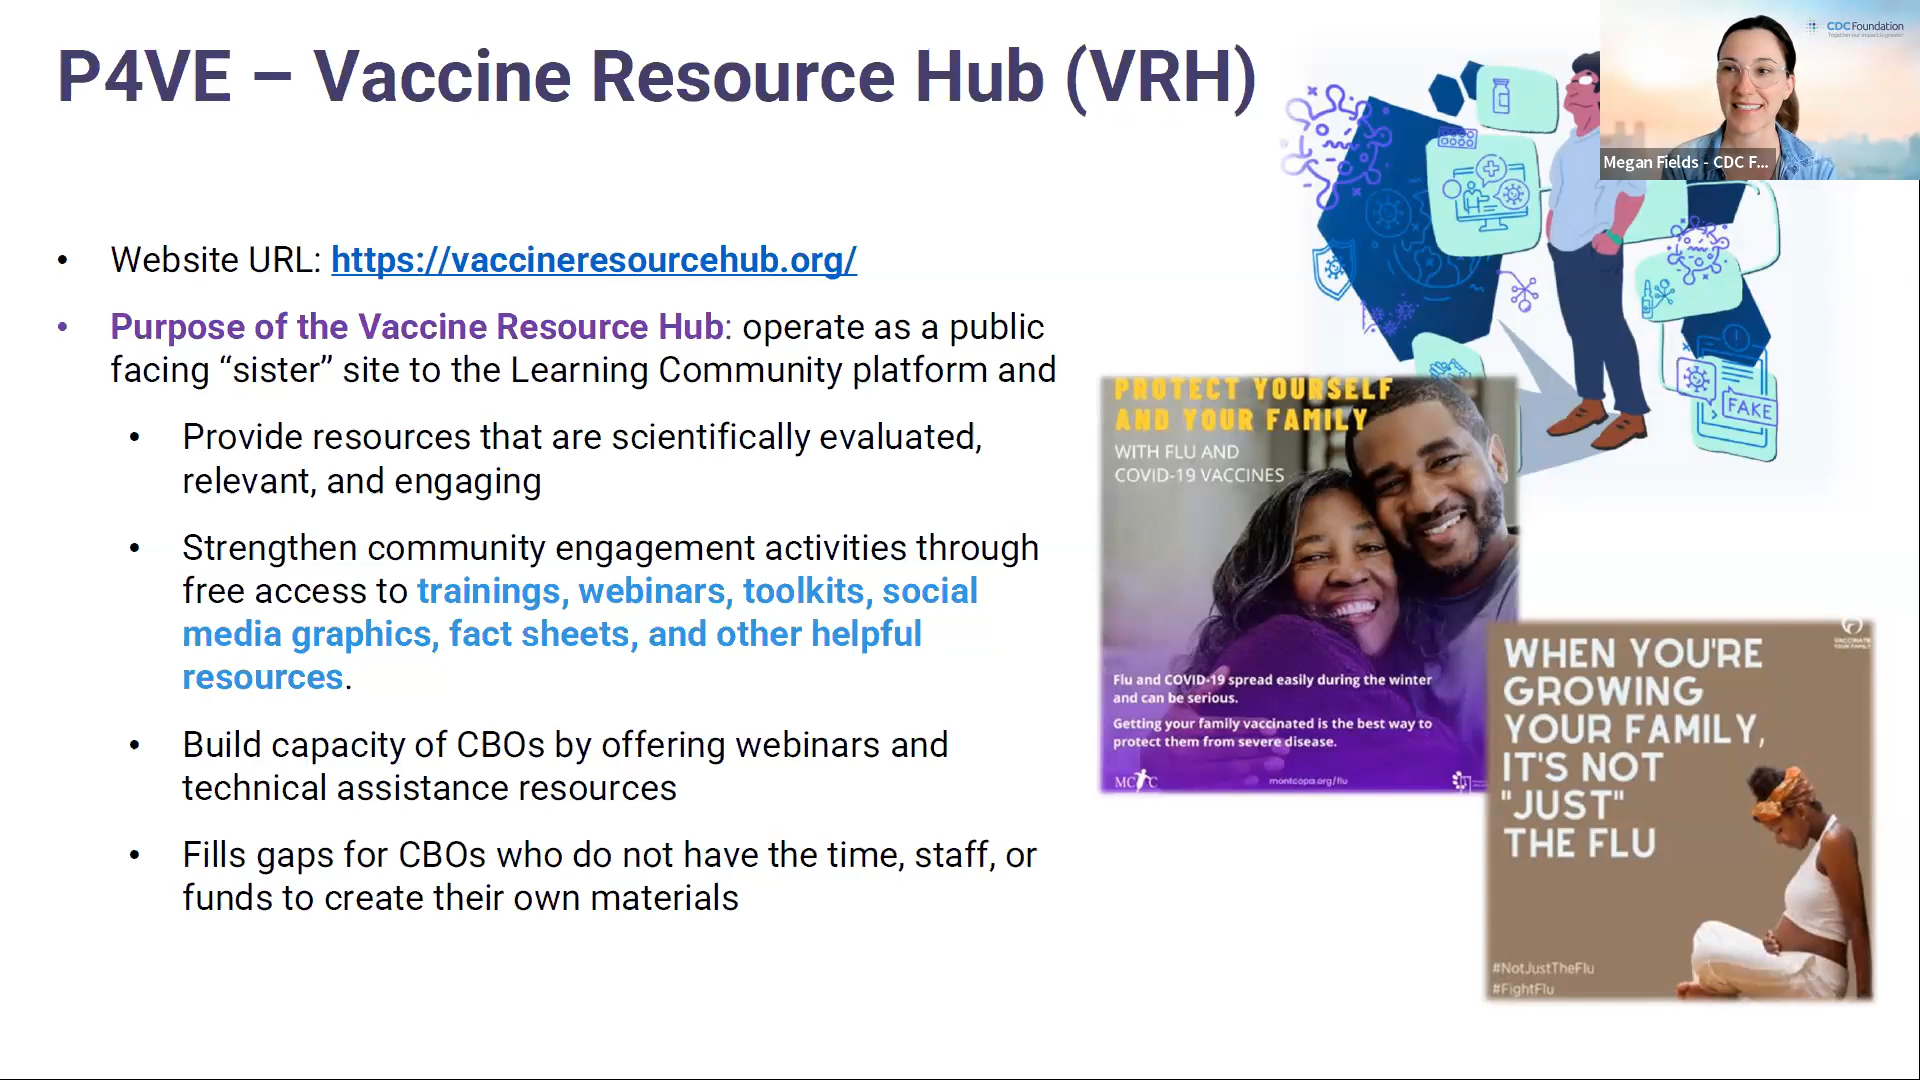 P4VE – Vaccine Resource Hub (VRH)
CDC Foundation
Megan Fields - CDC F...
• Website URL: https://vaccineresourcehub.org/
• Purpose of the Vaccine Resource Hub: operate as a public
facing “sister” site to the Learning Community platform and
• Provide resources that are scientifically evaluated,
relevant, and engaging
• Strengthen community engagement activities through
free access to trainings, webinars, toolkits, social
media graphics, fact sheets, and other helpful
resources.
• Build capacity of CBOs by offering webinars and
technical assistance resources
• Fills gaps for CBOs who do not have the time, staff, or
funds to create their own materials
FAKE
PROTECT YOURSELF
AND YOUR FAMILY
WITH FLU AND
COVID-19 VACCINES
Flu and COVID-19 spread easily during the winter
and can be serious.
Getting your family vaccinated is the best way to
protect them from severe disease.
MC C
montcopa.org/flu
VACCINATE
YOUR FAMILY
WHEN YOU'RE
GROWING
YOUR FAMILY,
IT'S NOT
"JUST"
THE FLU
#NotJustTheFlu
#FightFlu